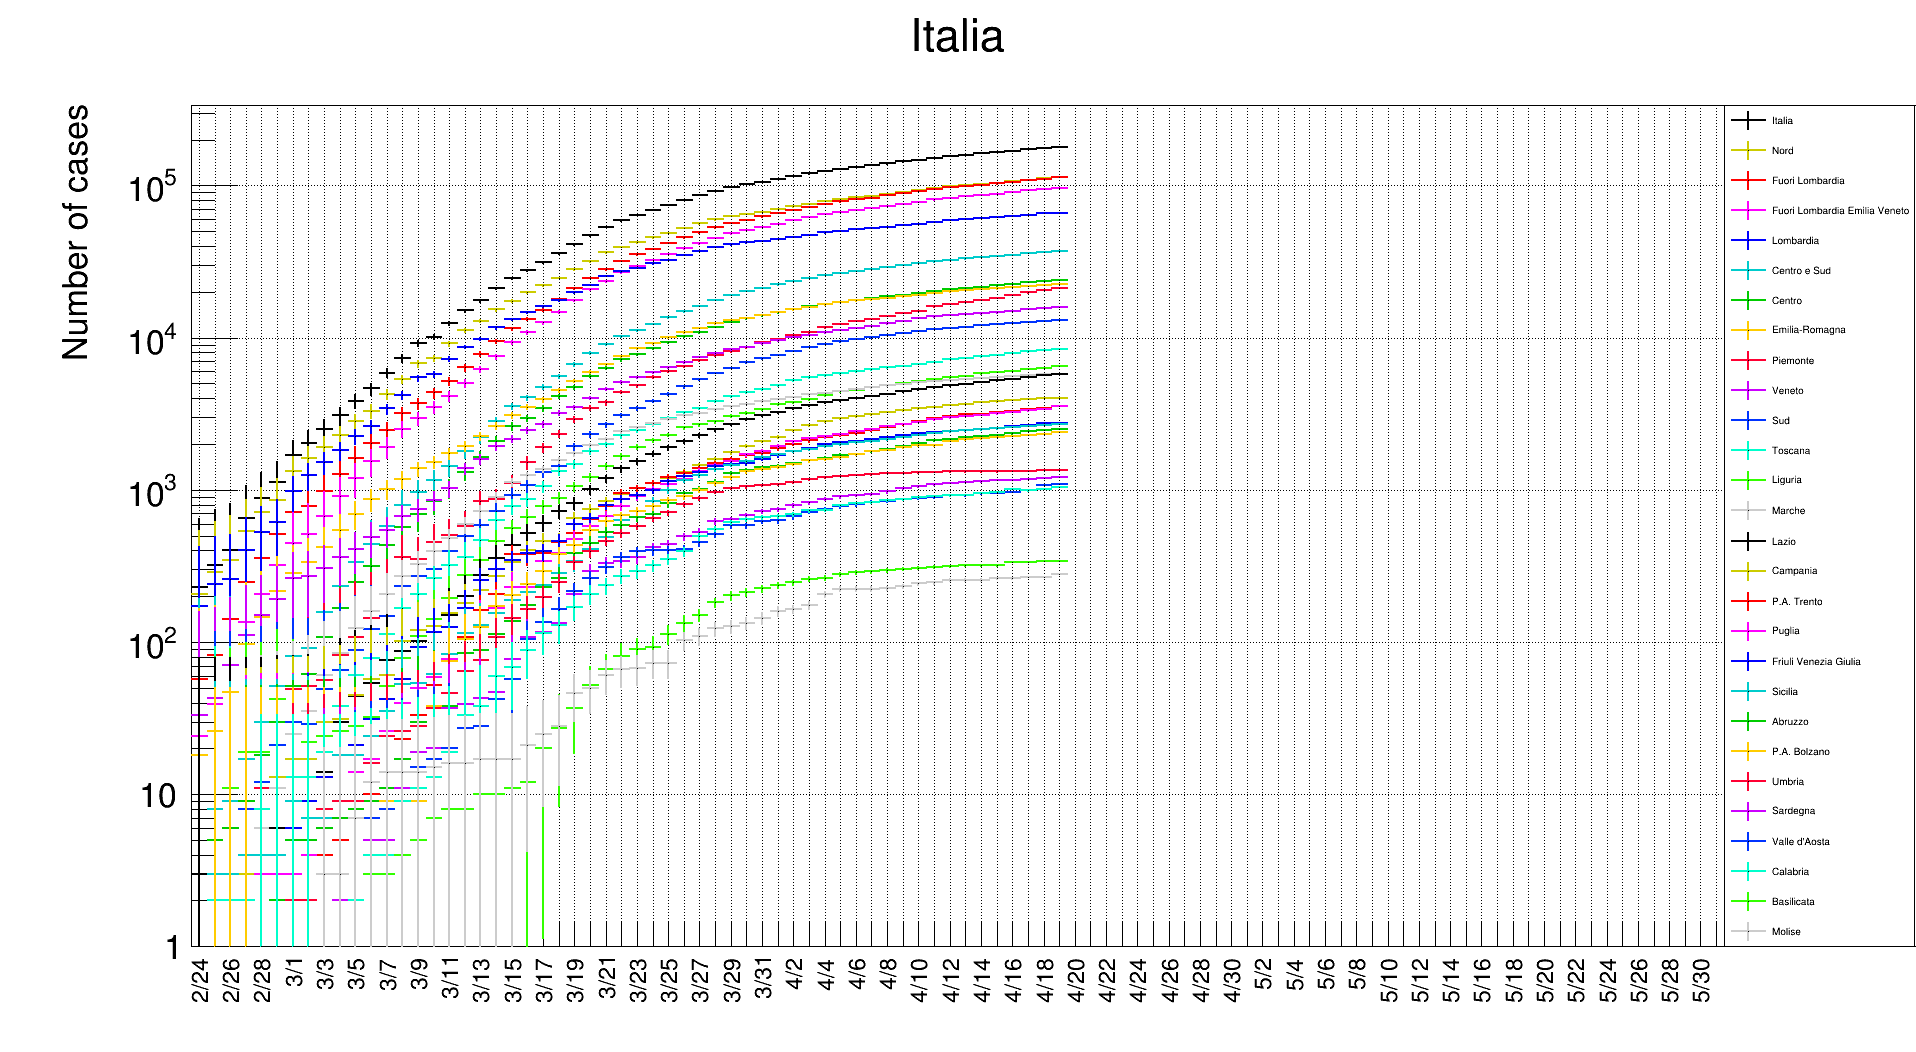 Italia
Number of cases
10^5
10^4
10^3
10^2
10
1
2/24 2/26 2/28 3/1 3/3 3/5 3/7 3/9 3/11 3/13 3/15 3/17 3/19 3/21 3/23 3/25 3/27 3/29 3/31 4/2 4/4 4/6 4/8 4/10 4/12 4/14 4/16 4/18 4/20 4/22 4/24 4/26 4/28 4/30 5/2 5/4 5/6 5/8 5/10 5/12 5/14 5/16 5/18 5/20 5/22 5/24 5/26 5/28 5/30
Italia
Nord
Fuori Lombardia
Fuori Lombardia Emilia Veneto
Lombardia
Centro e Sud
Centro
Emilia-Romagna
Piemonte
Veneto
Sud
Toscana
Liguria
Marche
Lazio
Campania
P.A. Trento
Puglia
Friuli Venezia Giulia
Sicilia
Abruzzo
P.A. Bolzano
Umbria
Sardegna
Valle d'Aosta
Calabria
Basilicata
Molise